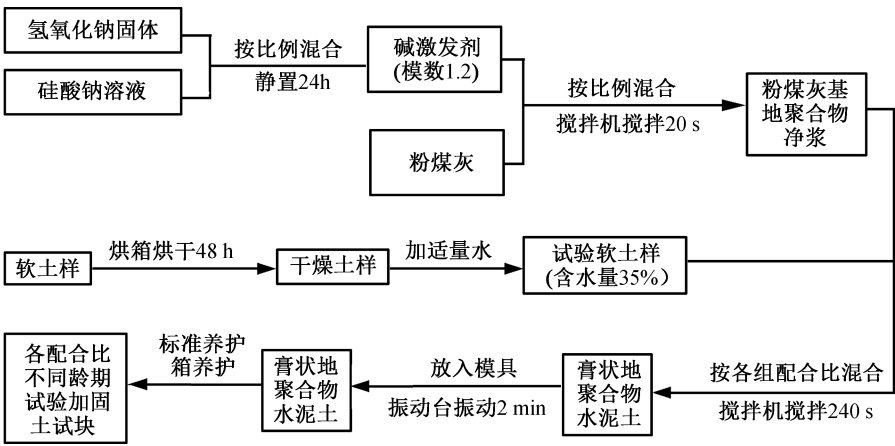 氢氧化钠固体
硅酸钠溶液
按比例混合
静置24h
碱激发剂
(模数1.2)
粉煤灰
按比例混合
搅拌机搅拌20 s
粉煤灰基
地聚合物
净浆
软土样
烘箱烘干48 h
干燥土样
加适量水
试验软土样
(含水量35%）
按各组配合比混合
搅拌机搅拌240 s
膏状地
聚合物
水泥土
放入模具
振动台振动2 min
膏状地
聚合物
水泥土
标准养护
箱养护
各配合比
不同龄期
试验加固
土试块